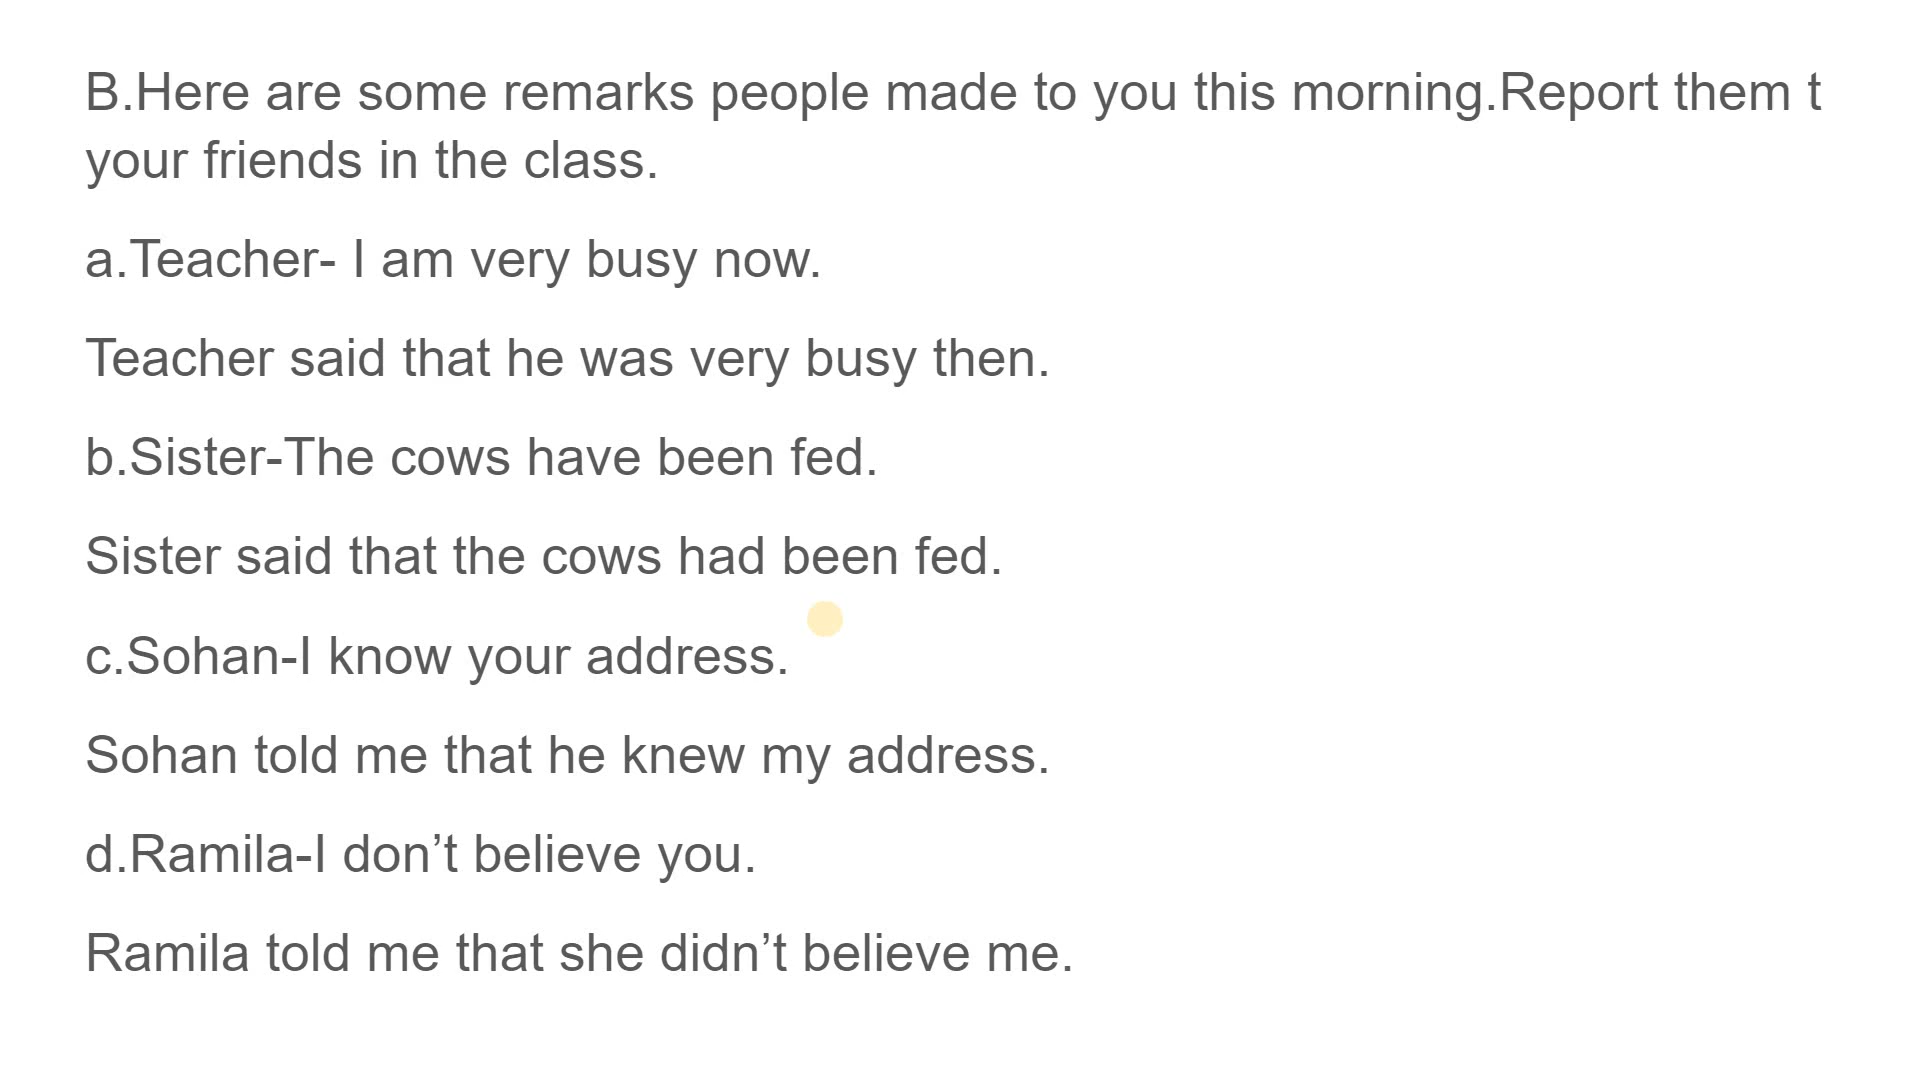 B.Here are some remarks people made to you this morning.Report them t
your friends in the class.
a.Teacher- I am very busy now.
Teacher said that he was very busy then.
b.Sister-The cows have been fed.
Sister said that the cows had been fed.
c.Sohan-I know your address.
Sohan told me that he knew my address.
d.Ramila-I don’t believe you.
Ramila told me that she didn’t believe me.